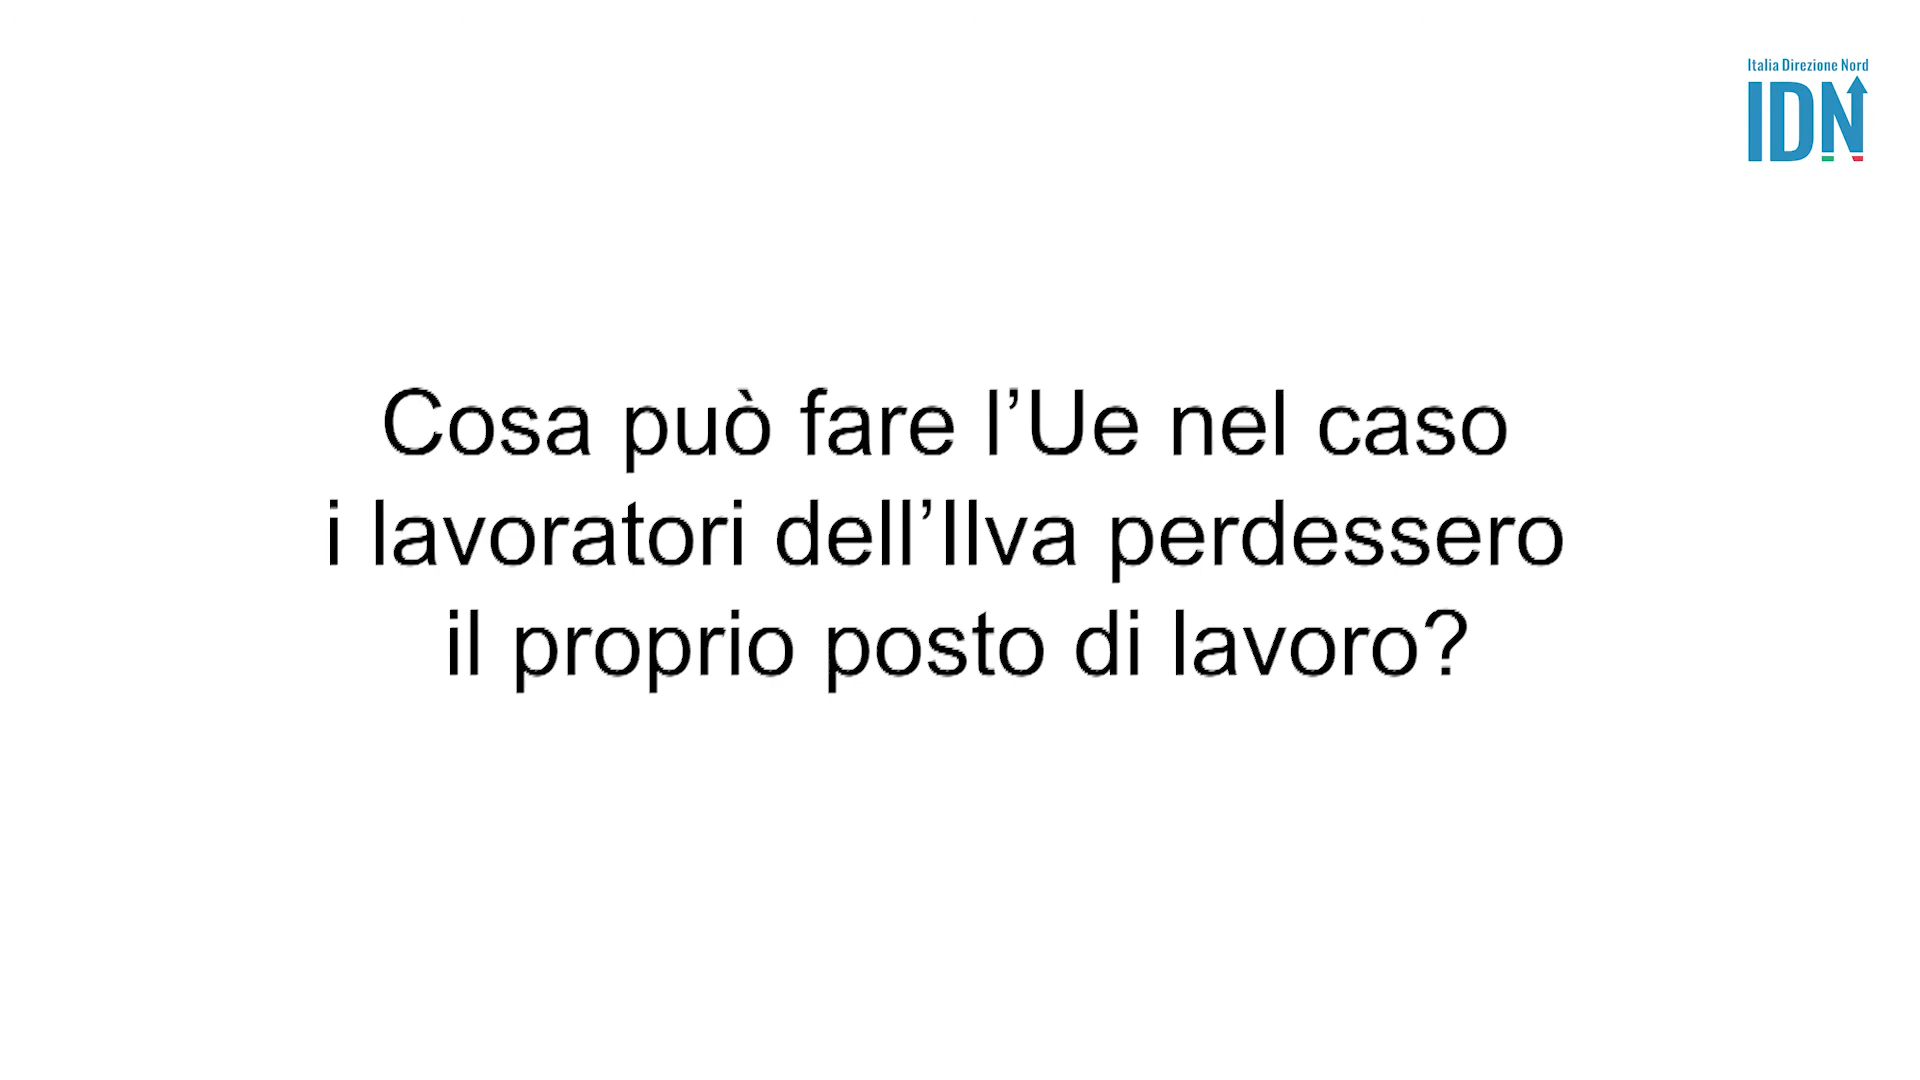 Italia Direzione Nord
IDN
Cosa può fare l’Ue nel caso
i lavoratori dell’Ilva perdessero
il proprio posto di lavoro?